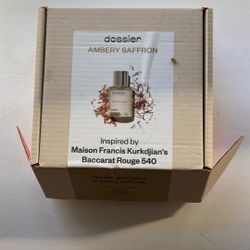 dossier
AMBERY SAFFRON
Inspired by
Maison Francis Kurkdjian's
Baccarat Rouge 540